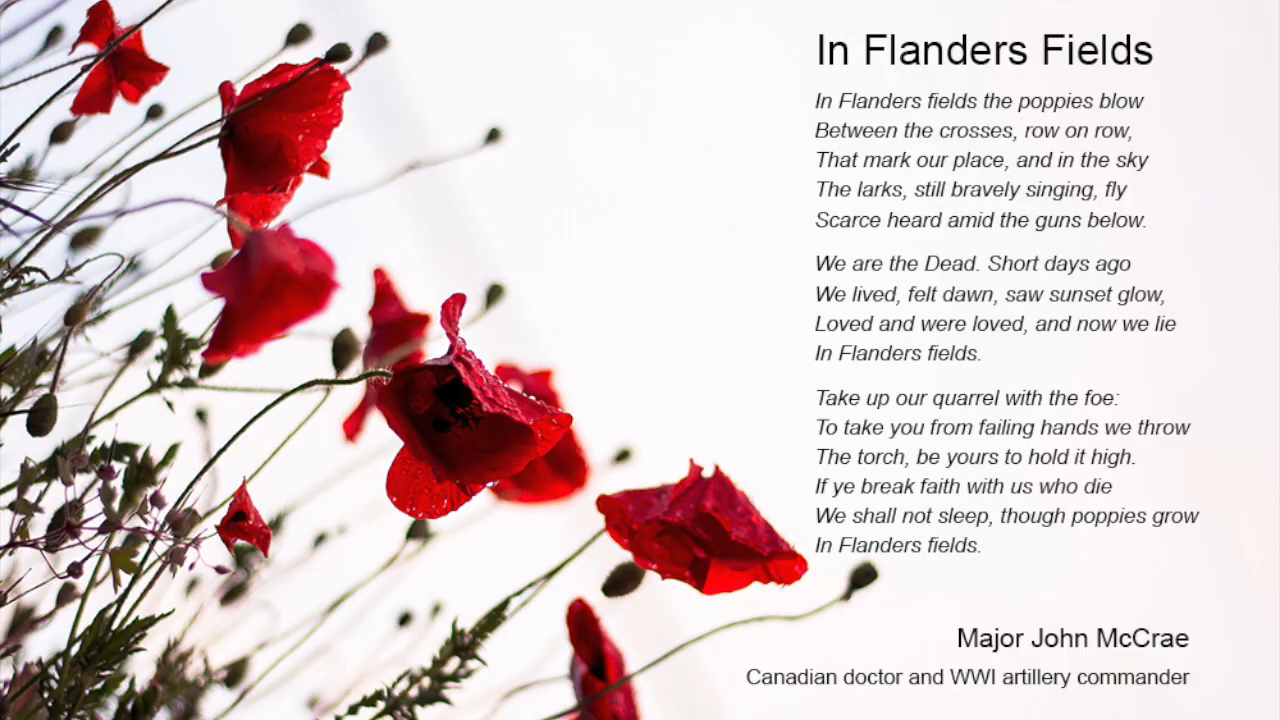 In Flanders Fields
In Flanders fields the poppies blow
Between the crosses, row on row,
That mark our place, and in the sky
The larks, still bravely singing, fly
Scarce heard amid the guns below.
We are the Dead. Short days ago
We lived, felt dawn, saw sunset glow,
Loved and were loved, and now we lie
In Flanders fields.
Take up our quarrel with the foe:
To take you from failing hands we throw
The torch, be yours to hold it high.
If ye break faith with us who die
We shall not sleep, though poppies grow
In Flanders fields.
Major John McCrae
Canadian doctor and WWI artillery commander